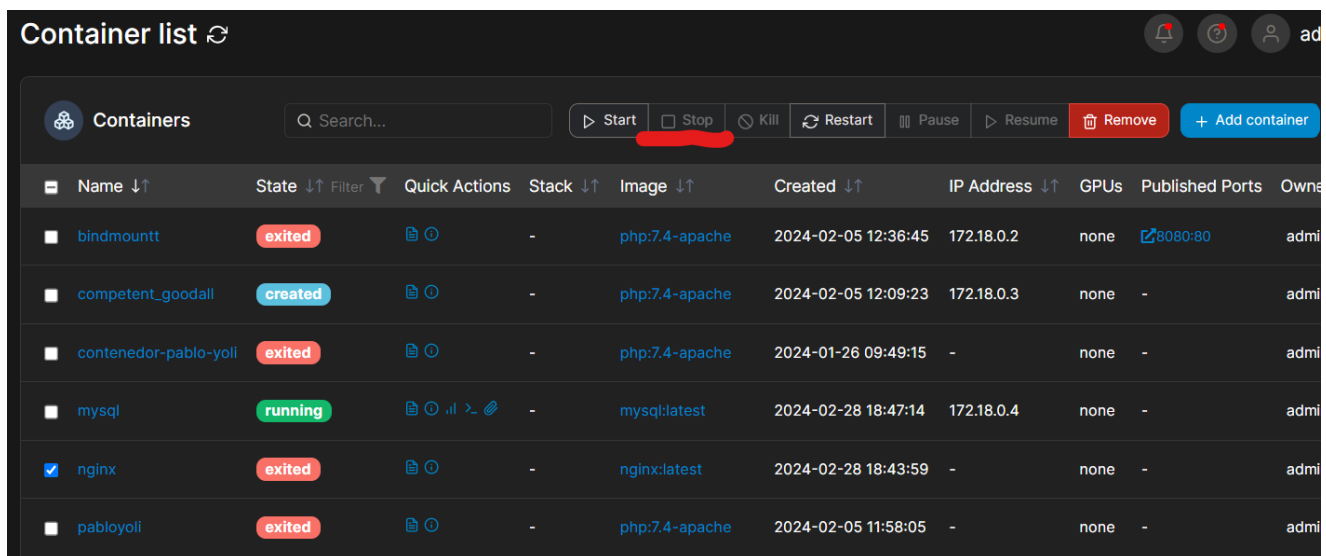 Container list
ad
Containers
Search...
Start
Stop
Kill
Restart
Pause
Resume
Remove
+ Add container
Name State Filter Quick Actions Stack Image Created IP Address GPUs Published Ports Owne
bindmountt exited - php:7.4-apache 2024-02-05 12:36:45 172.18.0.2 none 8080:80 admi
competent_goodall created - php:7.4-apache 2024-02-05 12:09:23 172.18.0.3 none - admi
contenedor-pablo-yoli exited - php:7.4-apache 2024-01-26 09:49:15 - none - admi
mysql running - mysql:latest 2024-02-28 18:47:14 172.18.0.4 none - admi
nginx exited - nginx:latest 2024-02-28 18:43:59 - none - admi
pabloyoli exited - php:7.4-apache 2024-02-05 11:58:05 - none - admi